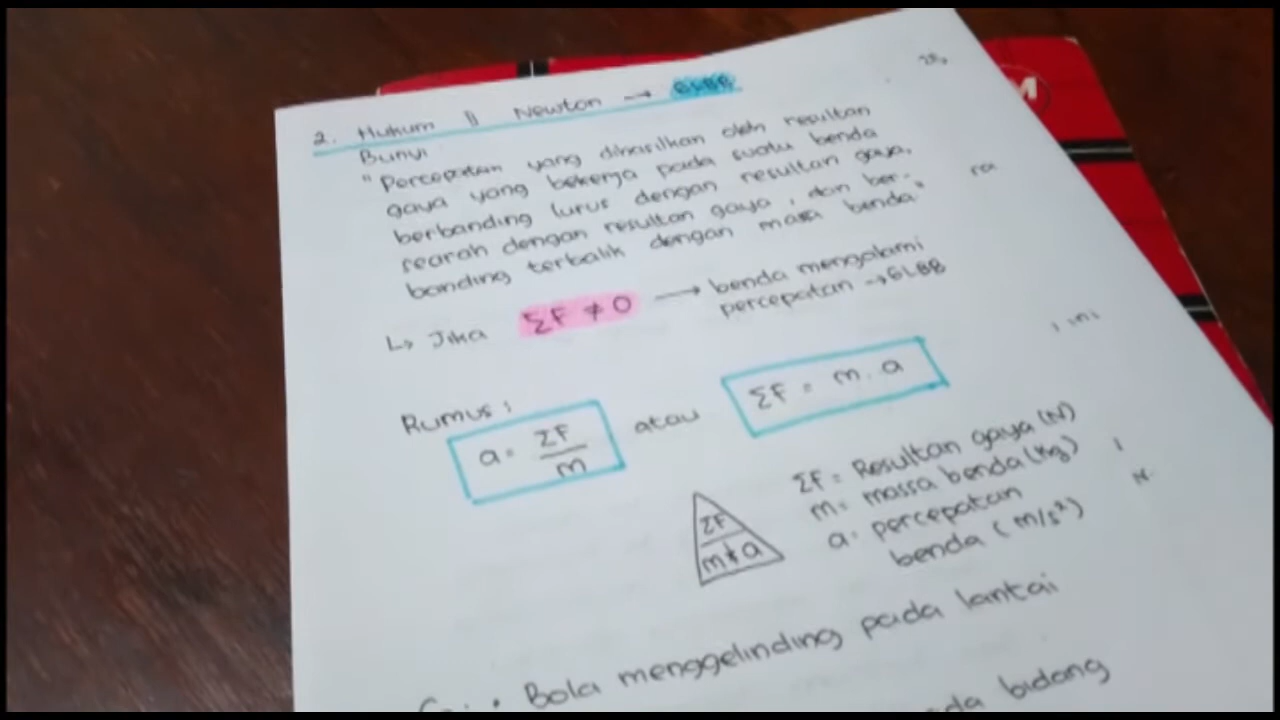 2. Hukum II Newton → GLBB
Bunyi
"Percepatan yang dihasilkan oleh resultan
gaya yang bekerja pada suatu benda
berbanding lurus dengan resultan gaya,
searah dengan resultan gaya, dan ber-
banding terbalik dengan masa benda"
↳ Jika ΣF ≠ 0 → benda mengalami
percepatan → GLBB
Rumus :
a = ΣF / m atau ΣF = m . a
ΣF = Resultan gaya (N)
m = massa benda (Kg)
a = percepatan
benda (m/s²)
ΣF
m * a
• Bola menggelinding pada lantai
bidang
M
ra
ini